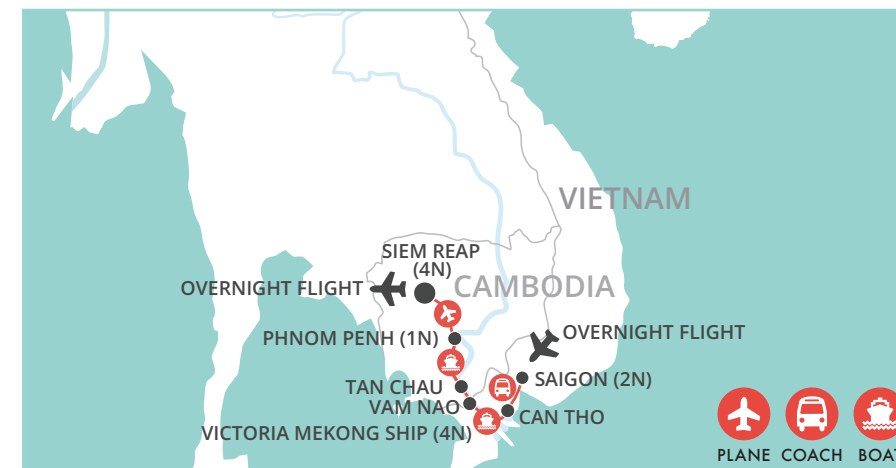 VIETNAM
SIEM REAP
(4N)
CAMBODIA
OVERNIGHT FLIGHT
PHNOM PENH (1N)
OVERNIGHT FLIGHT
TAN CHAU
SAIGON (2N)
VAM NAO
CAN THO
VICTORIA MEKONG SHIP (4N)
PLANE COACH